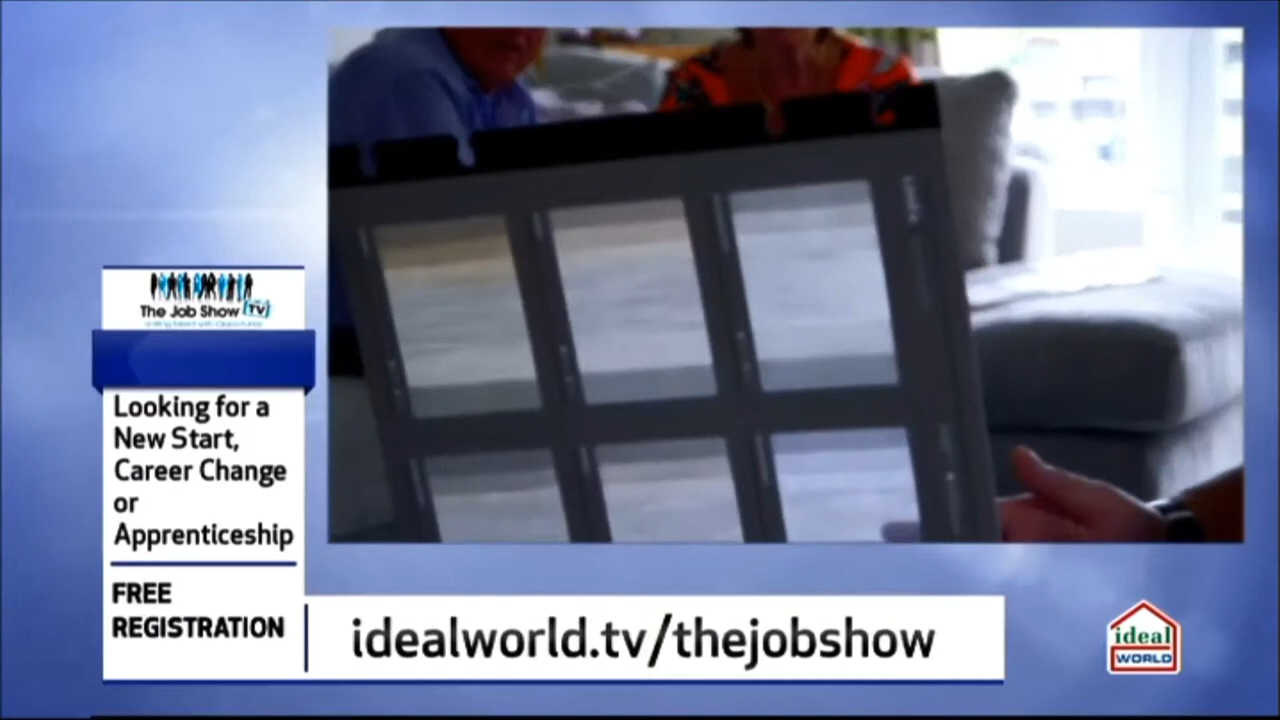 The Job Show TV
Looking for a
New Start,
Career Change
or
Apprenticeship
FREE
REGISTRATION
idealworld.tv/thejobshow
ideal
WORLD